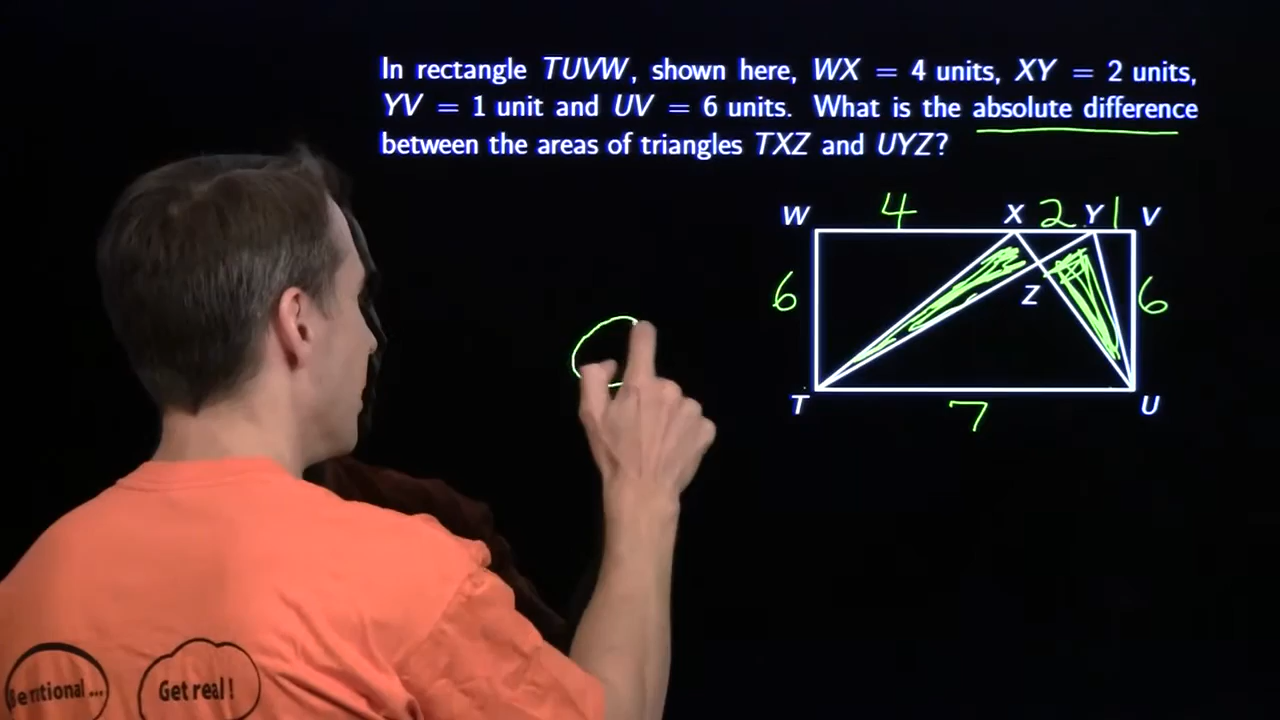 In rectangle TUVW, shown here, WX = 4 units, XY = 2 units,
YV = 1 unit and UV = 6 units. What is the absolute difference
between the areas of triangles TXZ and UYZ?
W 4 X 2 Y 1 V
6 Z 6
T 7 U
Get real!